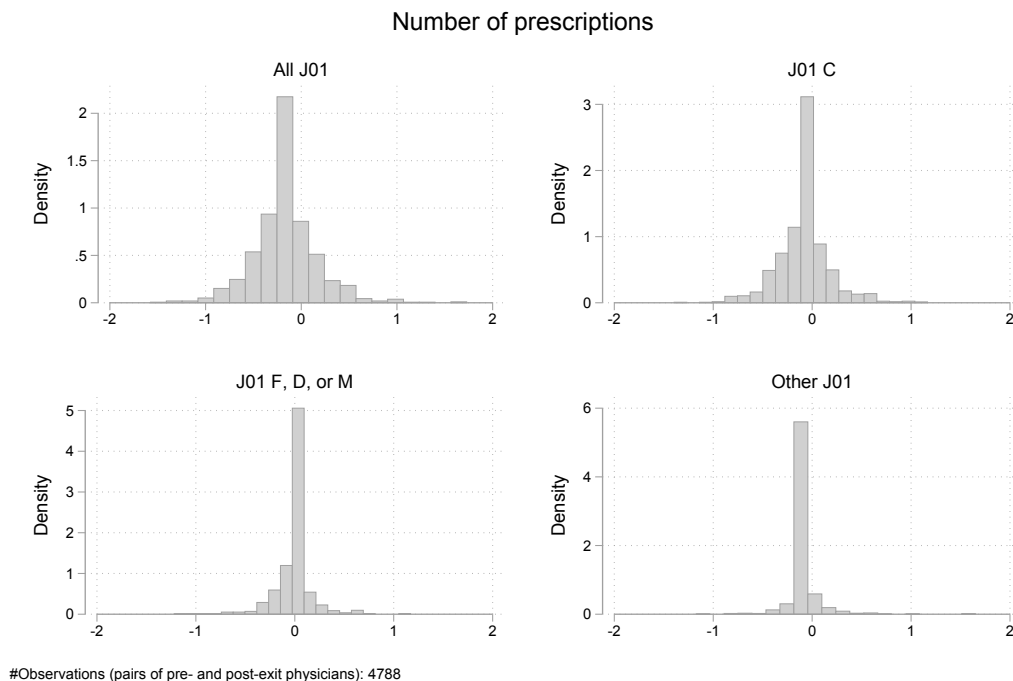 Number of prescriptions
All J01
Density
2
1.5
1
.5
0
-2 -1 0 1 2
J01 C
Density
3
2
1
0
-2 -1 0 1 2
J01 F, D, or M
Density
5
4
3
2
1
0
-2 -1 0 1 2
Other J01
Density
6
4
2
0
-2 -1 0 1 2
#Observations (pairs of pre- and post-exit physicians): 4788